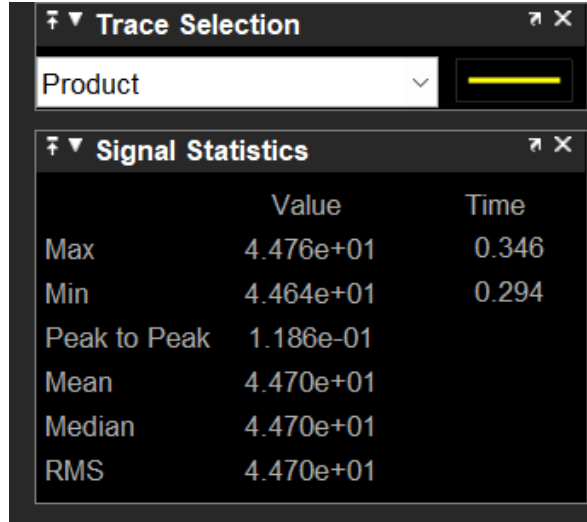 Trace Selection
Product
Signal Statistics
Value Time
Max 4.476e+01 0.346
Min 4.464e+01 0.294
Peak to Peak 1.186e-01
Mean 4.470e+01
Median 4.470e+01
RMS 4.470e+01